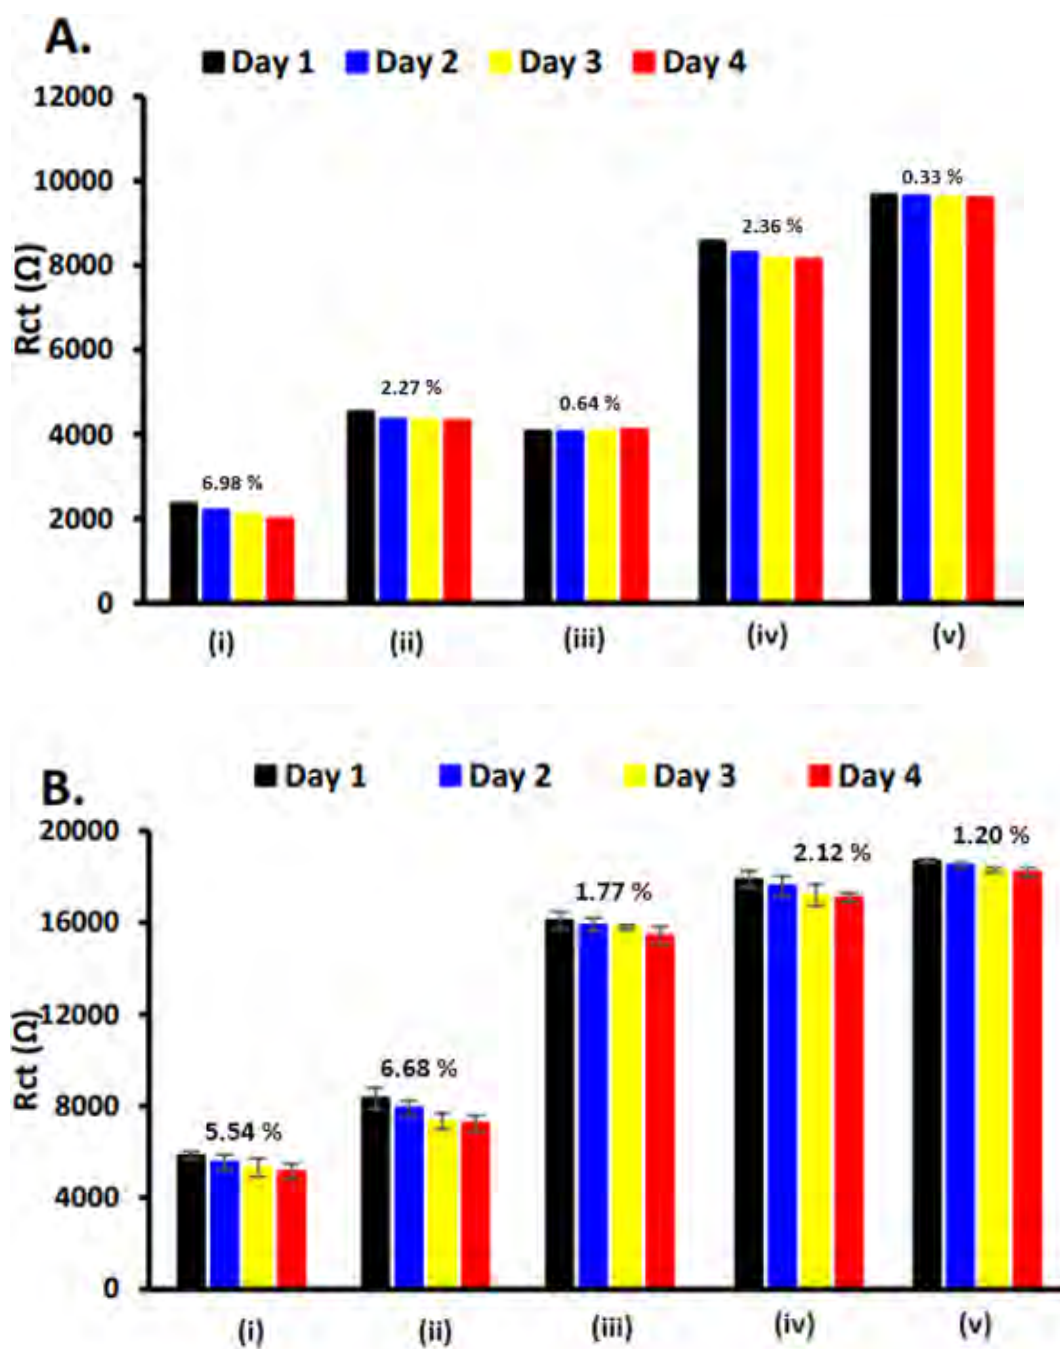 A.
Day 1 Day 2 Day 3 Day 4
12000
10000
8000
6000
4000
2000
0
Rct (Ω)
6.98 %
2.27 %
0.64 %
2.36 %
0.33 %
(i) (ii) (iii) (iv) (v)
B.
Day 1 Day 2 Day 3 Day 4
20000
16000
12000
8000
4000
0
Rct (Ω)
5.54 %
6.68 %
1.77 %
2.12 %
1.20 %
(i) (ii) (iii) (iv) (v)